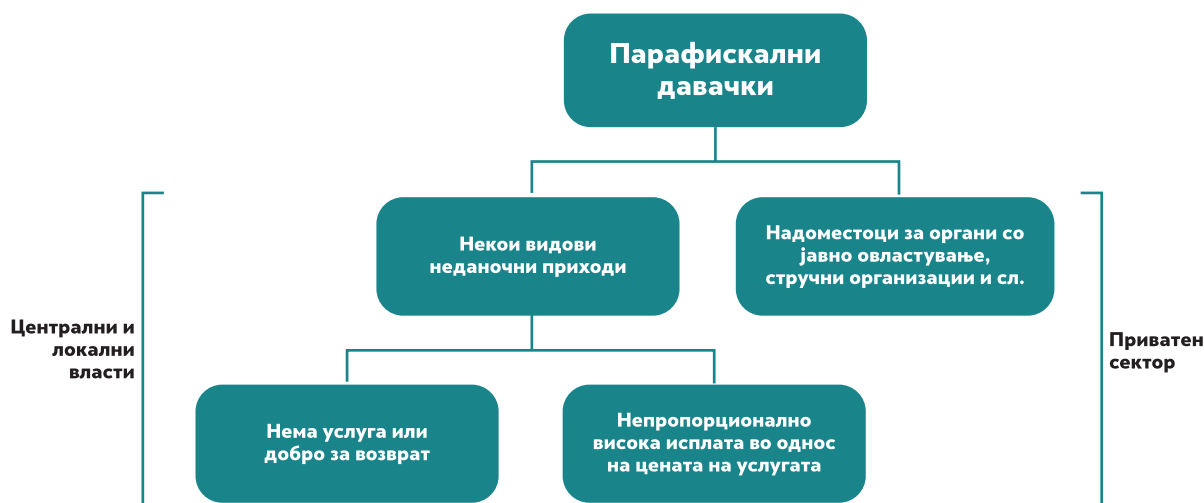 Парафискални
давачки
Некои видови
неданочни приходи
Надоместоци за органи со
јавно овластување,
стручни организации и сл.
Централни и
локални
власти
Приватен
сектор
Нема услуга или
добро за возврат
Непропорционално
висока исплата во однос
на цената на услугата